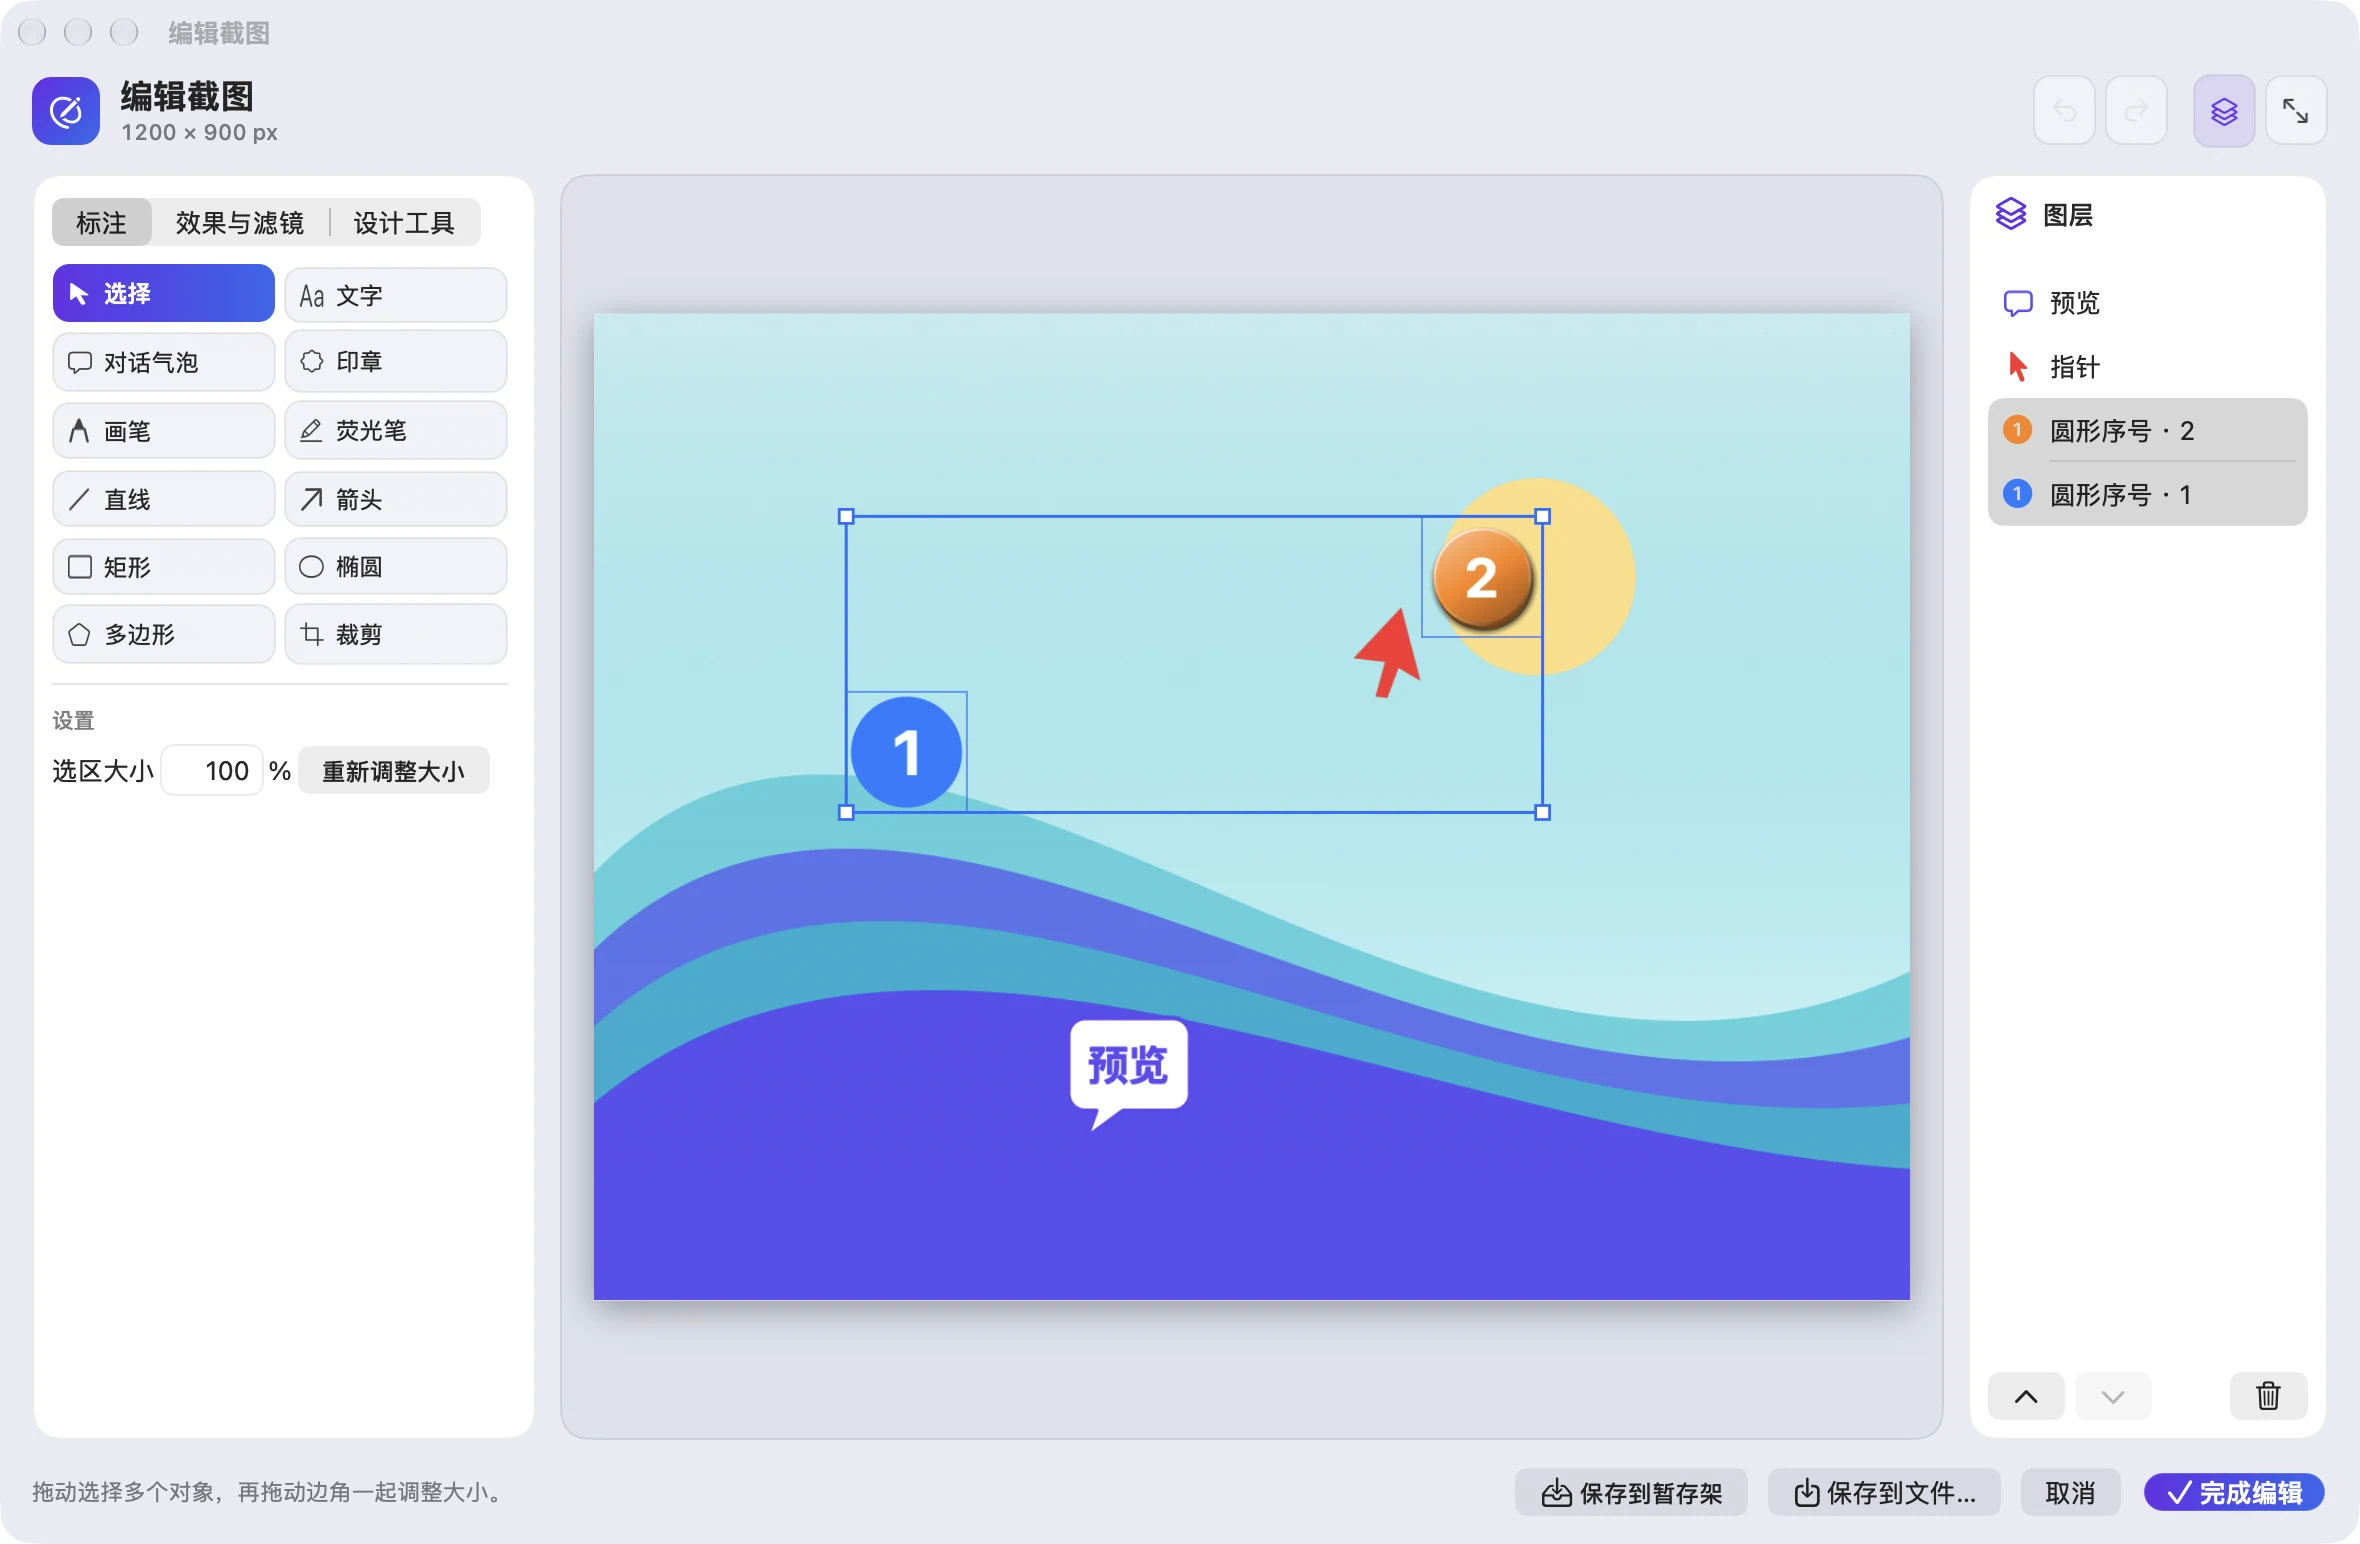 编辑截图
编辑截图
1200 × 900 px
标注 效果与滤镜 设计工具
选择
Aa 文字
对话气泡
印章
画笔
荧光笔
直线
箭头
矩形
椭圆
多边形
裁剪
设置
选区大小 100 % 重新调整大小
2
1
预览
图层
预览
指针
1 圆形序号 · 2
1 圆形序号 · 1
拖动选择多个对象，再拖动边角一起调整大小。
保存到暂存架
保存到文件...
取消
完成编辑